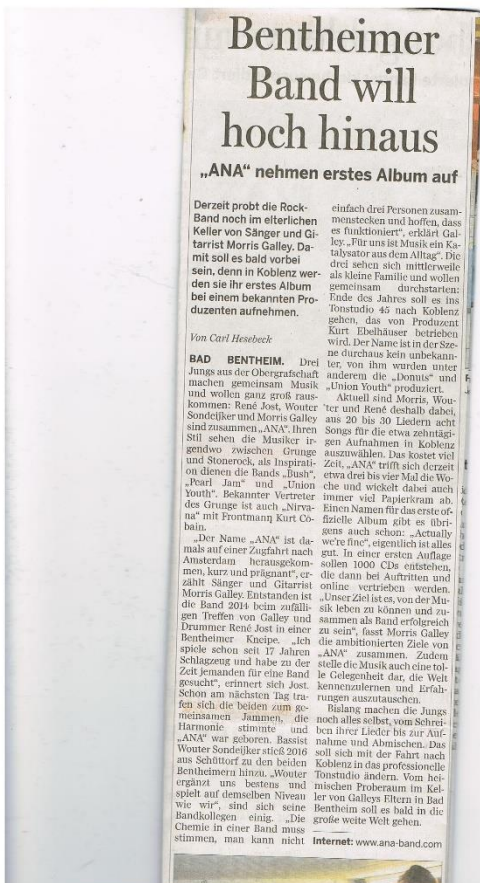 Bentheimer
Band will
hoch hinaus
„ANA" nehmen erstes Album auf
Derzeit probt die Rock-
Band noch im elterlichen
Keller von Sänger und Gi-
tarrist Morris Galley. Da-
mit soll es bald vorbei
sein, denn in Koblenz wer-
den sie ihr erstes Album
bei einem bekannten Pro-
duzenten aufnehmen.
Von Carl Hesebeck
BAD BENTHEIM. Drei
Jungs aus der Obergrafschaft
machen gemeinsam Musik
und wollen ganz groß raus-
kommen: René Jost, Wouter
Sondeijker und Morris Galley
sind zusammen „ANA". Ihren
Stil sehen die Musiker ir-
gendwo zwischen Grunge
und Stonerock, als Inspirati-
on dienen die Bands „Bush",
„Pearl Jam" und „Union
Youth". Bekannter Vertreter
des Grunge ist auch „Nirva-
na" mit Frontmann Kurt Co-
bain.
„Der Name „ANA" ist da-
mals auf einer Zugfahrt nach
Amsterdam herausgekom-
men, kurz und prägnant", er-
zählt Sänger und Gitarrist
Morris Galley. Entstanden ist
die Band 2014 beim zufälli-
gen Treffen von Galley und
Drummer René Jost in einer
Bentheimer Kneipe. „Ich
spiele schon seit 17 Jahren
Schlagzeug und habe zu der
Zeit jemanden für eine Band
gesucht", erinnert sich Jost.
Schon am nächsten Tag tra-
fen sich die beiden zum ge-
meinsamen Jammen, die
Harmonie stimmte und
„ANA" war geboren. Bassist
Wouter Sondeijker stieß 2016
aus Schüttorf zu den beiden
Bentheimern hinzu. „Wouter
ergänzt uns bestens und
spielt auf demselben Niveau
wie wir", sind sich seine
Bandkollegen einig. „Die
Chemie in einer Band muss
stimmen, man kann nicht
einfach drei Personen zusam-
menstecken und hoffen, dass
es funktioniert", erklärt Gal-
ley. „Für uns ist Musik ein Ka-
talysator aus dem Alltag". Die
drei sehen sich mittlerweile
als kleine Familie und wollen
gemeinsam durchstarten:
Ende des Jahres soll es ins
Tonstudio 45 nach Koblenz
gehen, das von Produzent
Kurt Ebelhäuser betrieben
wird. Der Name ist in der Sze-
ne durchaus kein unbekann-
ter, von ihm wurden unter
anderem die „Donuts" und
„Union Youth" produziert.
Aktuell sind Morris, Wou-
ter und René deshalb dabei,
aus 20 bis 30 Liedern acht
Songs für die etwa zehntägi-
gen Aufnahmen in Koblenz
auszuwählen. Das kostet viel
Zeit, „ANA" trifft sich derzeit
etwa drei bis vier Mal die Wo-
che und wickelt dabei auch
immer viel Papierkram ab.
Einen Namen für das erste of-
fizielle Album gibt es übri-
gens auch schon: „Actually
we're fine", eigentlich ist alles
gut. In einer ersten Auflage
sollen 1000 CDs entstehen,
die dann bei Auftritten und
online vertrieben werden.
„Unser Ziel ist es, von der Mu-
sik leben zu können und zu-
sammen als Band erfolgreich
zu sein", fasst Morris Galley
die ambitionierten Ziele von
„ANA" zusammen. Zudem
stelle die Musik auch eine tol-
le Gelegenheit dar, die Welt
kennenzulernen und Erfah-
rungen auszutauschen.
Bislang machen die Jungs
noch alles selbst, vom Schrei-
ben ihrer Lieder bis zur Auf-
nahme und Abmischen. Das
soll sich mit der Fahrt nach
Koblenz in das professionelle
Tonstudio ändern. Vom hei-
mischen Proberaum im Kel-
ler von Galleys Eltern in Bad
Bentheim soll es bald in die
große weite Welt gehen.
Internet: www.ana-band.com